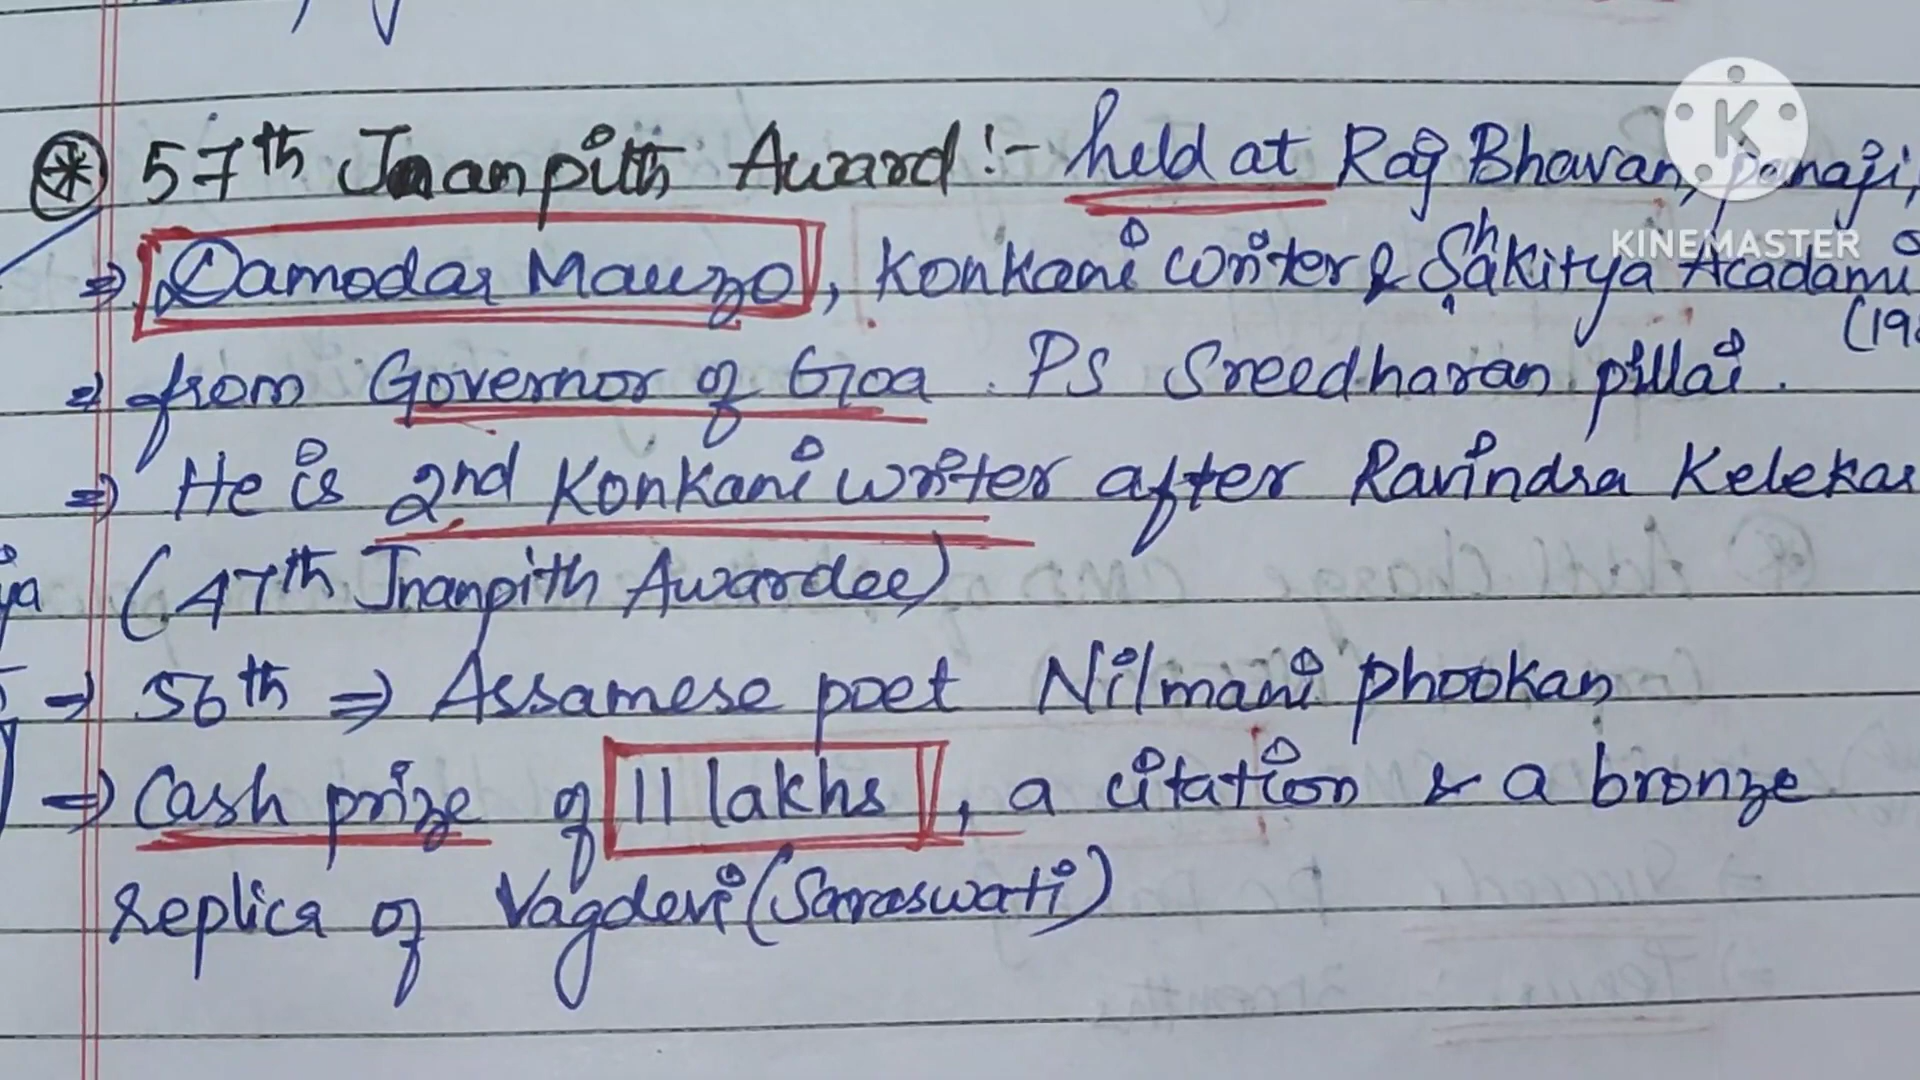 57th Jnanpith Award :- held at Raj Bhavan, panaji,
⇒ Damodar Mauzo, Konkani writer & Sahitya Acadami
(19
⇒ from Governor of Goa. PS Sreedharan pillai.
⇒ He is 2nd Konkani writer after Ravindra Kelekar
ya (47th Jnanpith Awardee)
→ 56th ⇒ Assamese poet Nilmani phookan
⇒ Cash prize of 11 lakhs, a citation & a bronze
replica of Vagdevi (Saraswati)
KINEMASTER